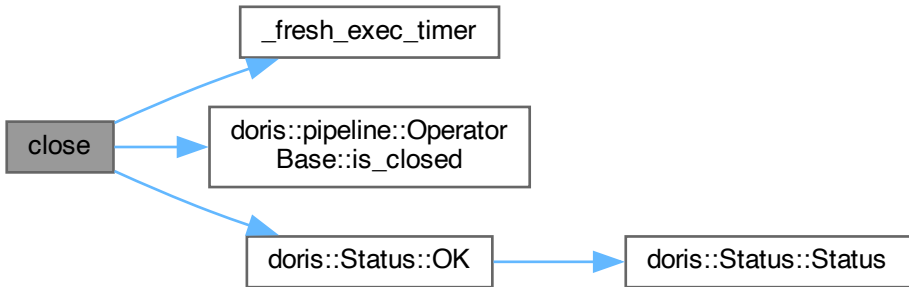 _fresh_exec_timer
close
doris::pipeline::Operator
Base::is_closed
doris::Status::OK
doris::Status::Status